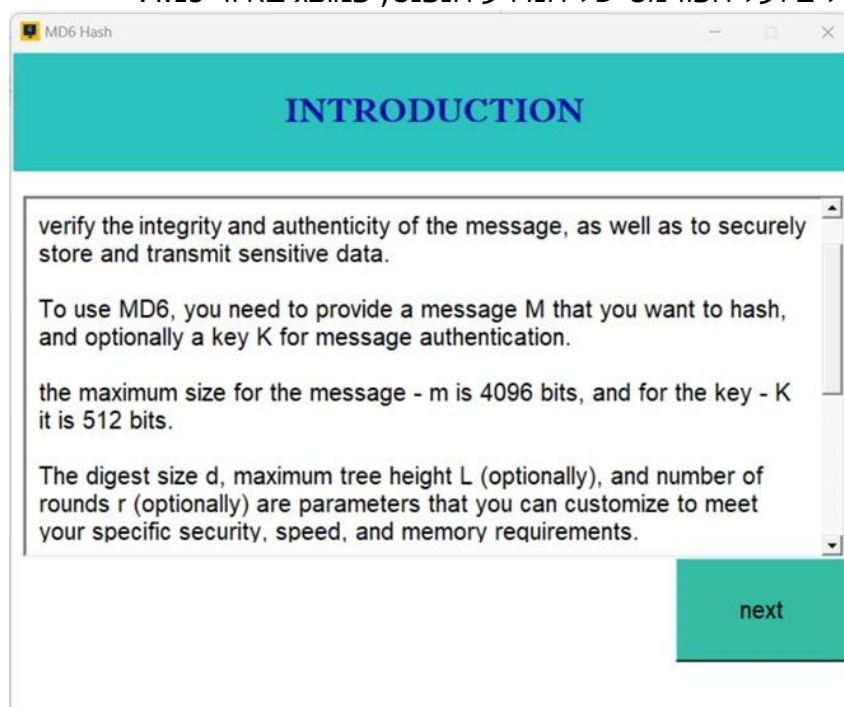 MD6 Hash
INTRODUCTION
verify the integrity and authenticity of the message, as well as to securely
store and transmit sensitive data.
To use MD6, you need to provide a message M that you want to hash,
and optionally a key K for message authentication.
the maximum size for the message - m is 4096 bits, and for the key - K
it is 512 bits.
The digest size d, maximum tree height L (optionally), and number of
rounds r (optionally) are parameters that you can customize to meet
your specific security, speed, and memory requirements.
next